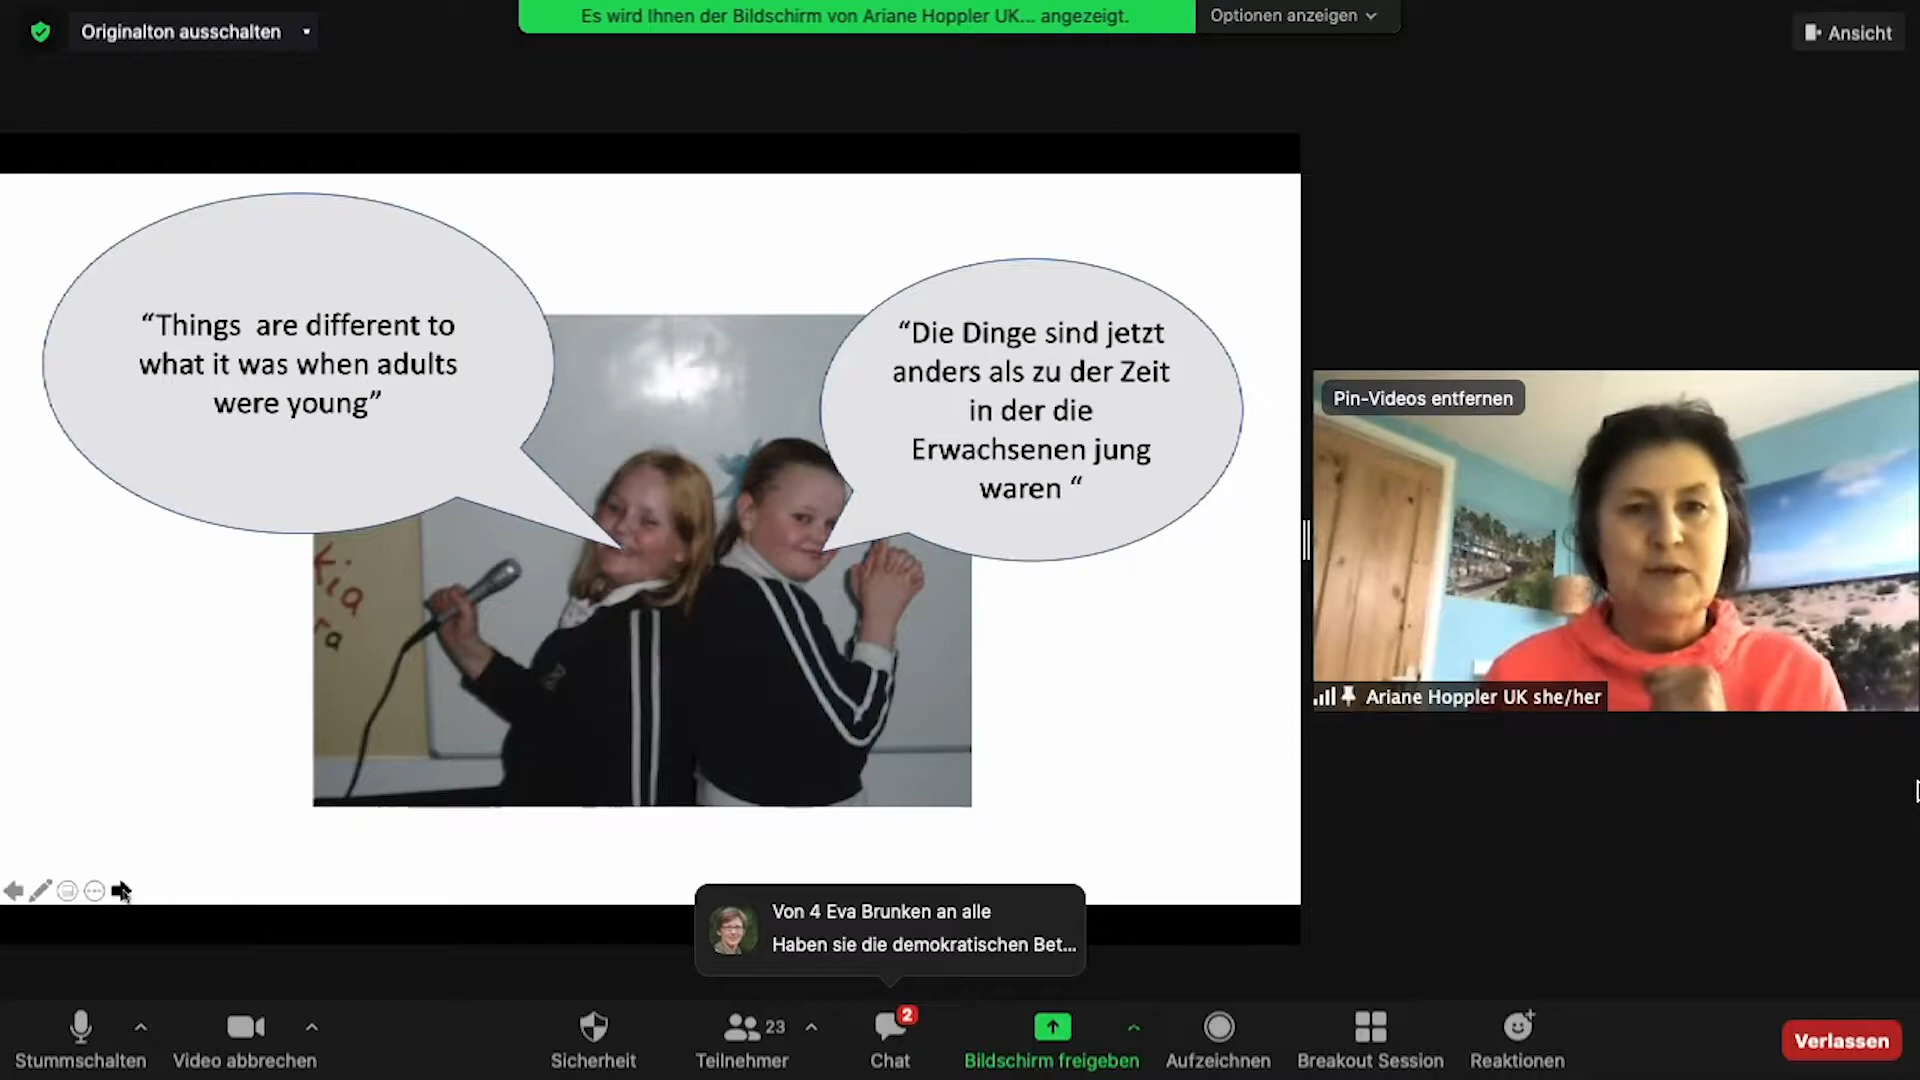 Es wird Ihnen der Bildschirm von Ariane Hoppler UK... angezeigt.
Optionen anzeigen
Originalton ausschalten
Ansicht
“Things  are different to
what it was when adults
were young”
“Die Dinge sind jetzt
anders als zu der Zeit
in der die
Erwachsenen jung
waren “
Kia
ra
Pin-Videos entfernen
Ariane Hoppler UK she/her
Von 4 Eva Brunken an alle
Haben sie die demokratischen Bet...
Stummschalten
Video abbrechen
Sicherheit
23
Teilnehmer
2
Chat
Bildschirm freigeben
Aufzeichnen
Breakout Session
Reaktionen
Verlassen